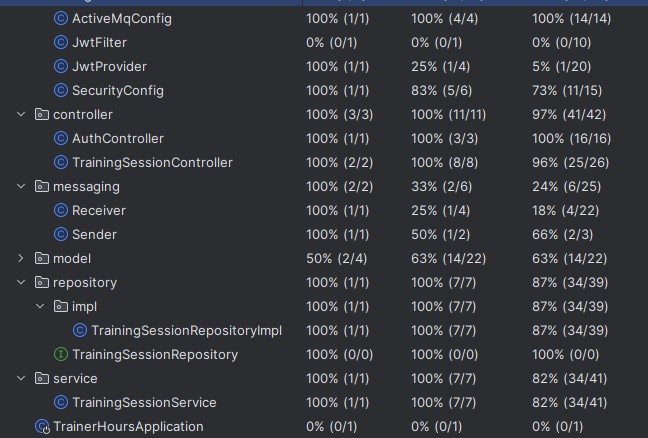 ActiveMqConfig 100% (1/1) 100% (4/4) 100% (14/14)
JwtFilter 0% (0/1) 0% (0/1) 0% (0/10)
JwtProvider 100% (1/1) 25% (1/4) 5% (1/20)
SecurityConfig 100% (1/1) 83% (5/6) 73% (11/15)
controller 100% (3/3) 100% (11/11) 97% (41/42)
AuthController 100% (1/1) 100% (3/3) 100% (16/16)
TrainingSessionController 100% (2/2) 100% (8/8) 96% (25/26)
messaging 100% (2/2) 33% (2/6) 24% (6/25)
Receiver 100% (1/1) 25% (1/4) 18% (4/22)
Sender 100% (1/1) 50% (1/2) 66% (2/3)
model 50% (2/4) 63% (14/22) 63% (14/22)
repository 100% (1/1) 100% (7/7) 87% (34/39)
impl 100% (1/1) 100% (7/7) 87% (34/39)
TrainingSessionRepositoryImpl 100% (1/1) 100% (7/7) 87% (34/39)
TrainingSessionRepository 100% (0/0) 100% (0/0) 100% (0/0)
service 100% (1/1) 100% (7/7) 82% (34/41)
TrainingSessionService 100% (1/1) 100% (7/7) 82% (34/41)
TrainerHoursApplication 0% (0/1) 0% (0/1) 0% (0/1)